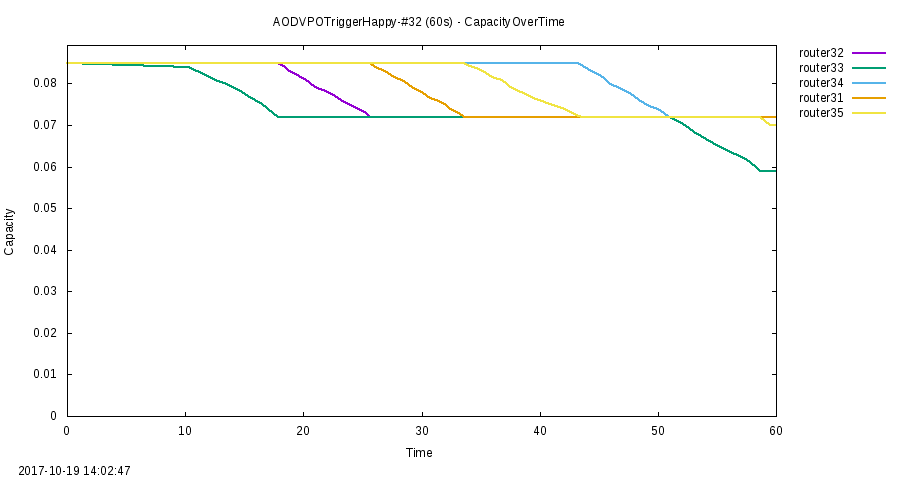 AODVPOTriggerHappy-#32 (60s) - CapacityOverTime
router32
router33
router34
router31
router35
0.08
0.07
0.06
0.05
0.04
0.03
0.02
0.01
0
Capacity
0 10 20 30 40 50 60
Time
2017-10-19 14:02:47